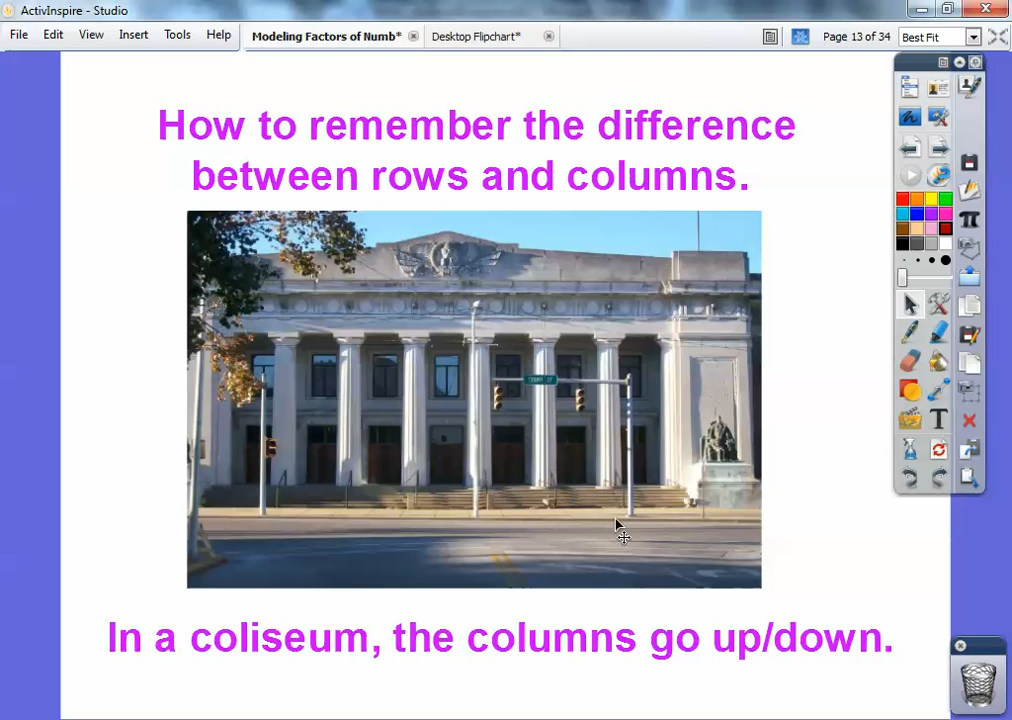 ActivInspire - Studio
File Edit View Insert Tools Help
Modeling Factors of Numb* Desktop Flipchart*
Page 13 of 34 Best Fit
How to remember the difference
between rows and columns.
In a coliseum, the columns go up/down.